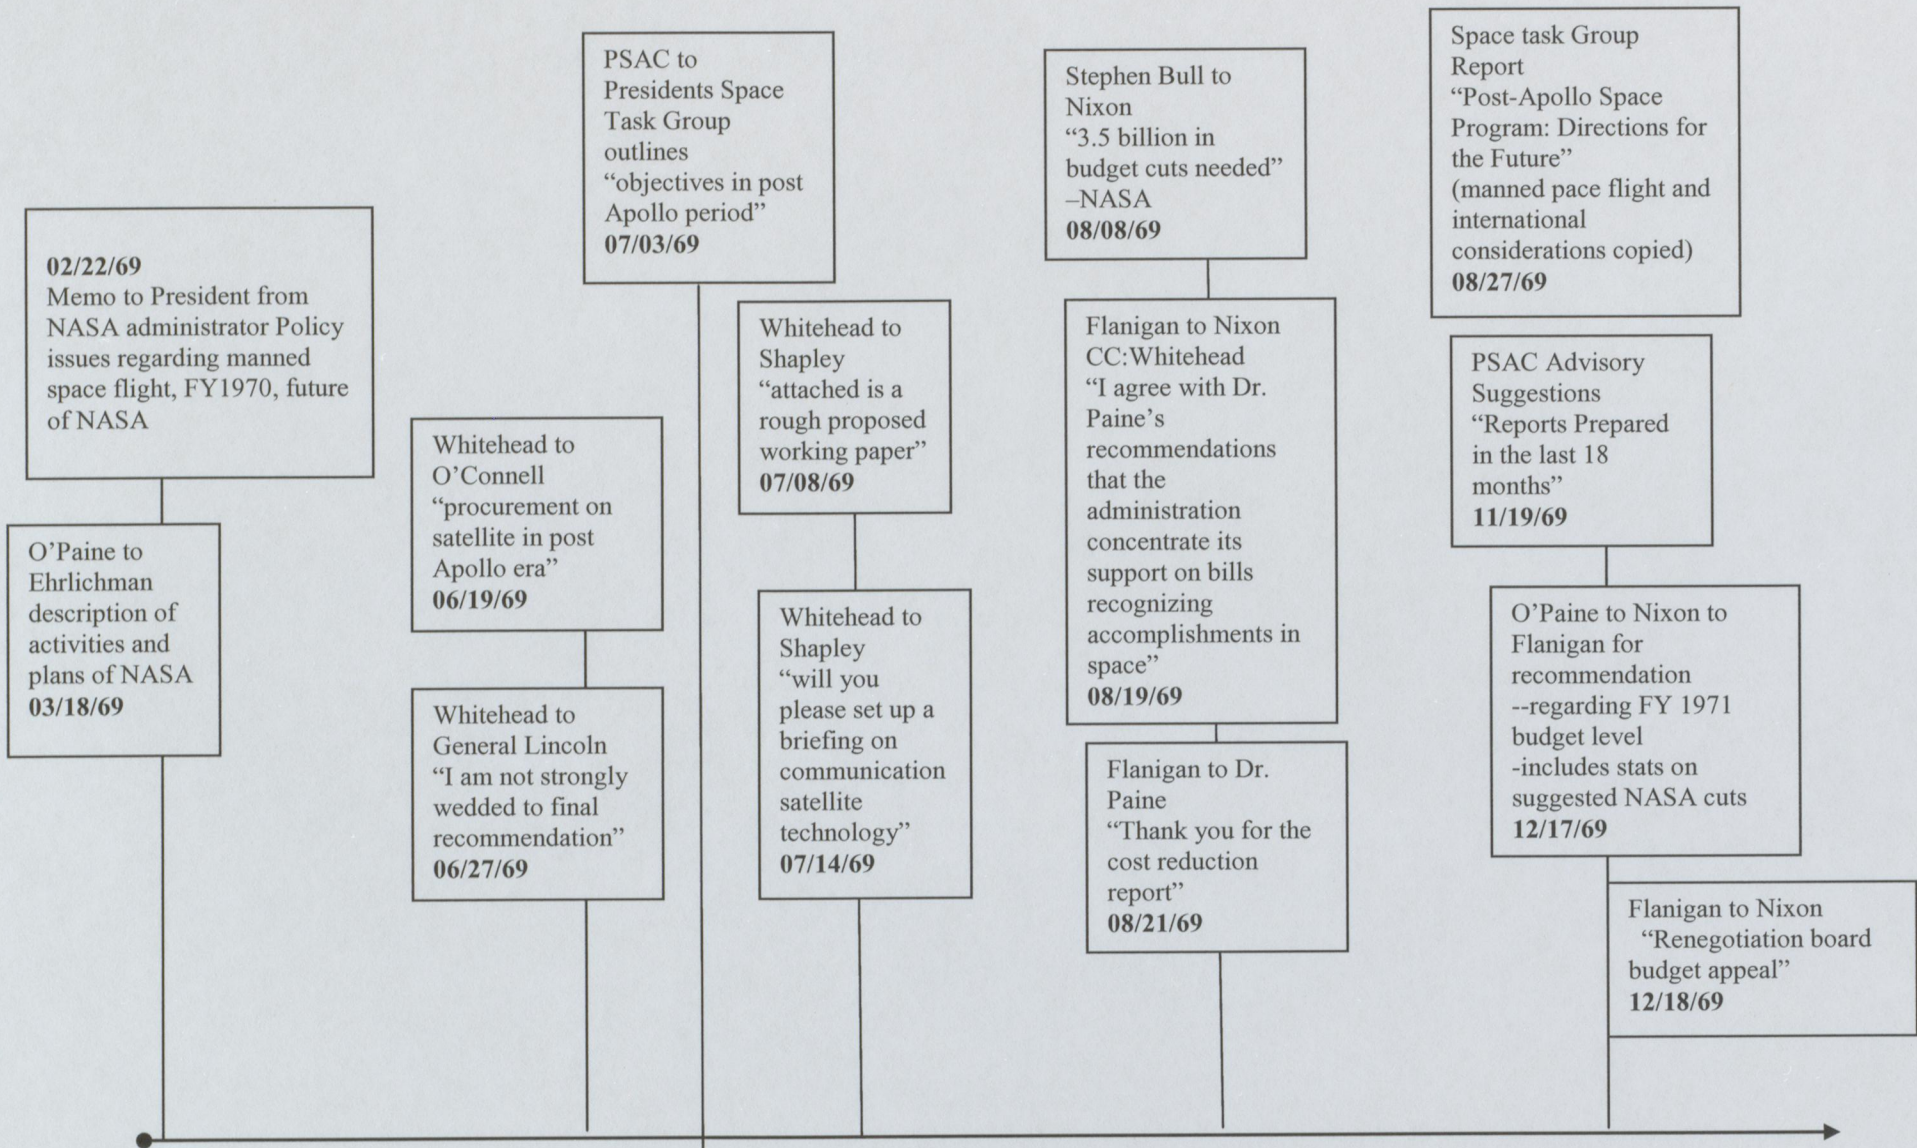 02/22/69
Memo to President from
NASA administrator Policy
issues regarding manned
space flight, FY1970, future
of NASA
O’Paine to
Ehrlichman
description of
activities and
plans of NASA
03/18/69
Whitehead to
O’Connell
“procurement on
satellite in post
Apollo era”
06/19/69
Whitehead to
General Lincoln
“I am not strongly
wedded to final
recommendation”
06/27/69
PSAC to
Presidents Space
Task Group
outlines
“objectives in post
Apollo period”
07/03/69
Whitehead to
Shapley
“attached is a
rough proposed
working paper”
07/08/69
Whitehead to
Shapley
“will you
please set up a
briefing on
communication
satellite
technology”
07/14/69
Stephen Bull to
Nixon
“3.5 billion in
budget cuts needed”
–NASA
08/08/69
Flanigan to Nixon
CC:Whitehead
“I agree with Dr.
Paine’s
recommendations
that the
administration
concentrate its
support on bills
recognizing
accomplishments in
space”
08/19/69
Flanigan to Dr.
Paine
“Thank you for the
cost reduction
report”
08/21/69
Space task Group
Report
“Post-Apollo Space
Program: Directions for
the Future”
(manned pace flight and
international
considerations copied)
08/27/69
PSAC Advisory
Suggestions
“Reports Prepared
in the last 18
months”
11/19/69
O’Paine to Nixon to
Flanigan for
recommendation
--regarding FY 1971
budget level
-includes stats on
suggested NASA cuts
12/17/69
Flanigan to Nixon
“Renegotiation board
budget appeal”
12/18/69